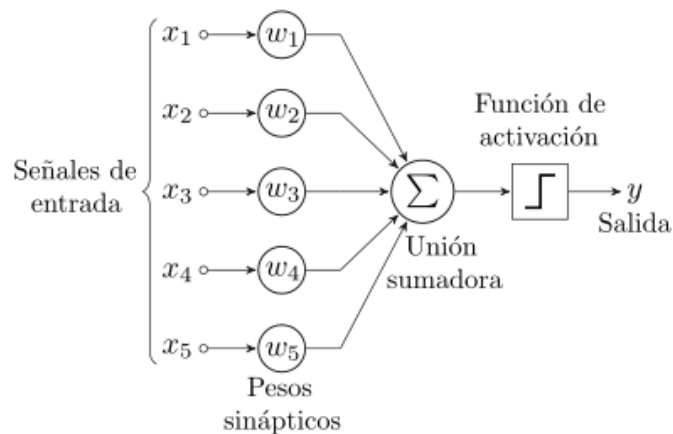 x₁
w₁
x₂
w₂
Función de
activación
Señales de
entrada
x₃
w₃
Σ
y
Salida
Unión
sumadora
x₄
w₄
x₅
w₅
Pesos
sinápticos